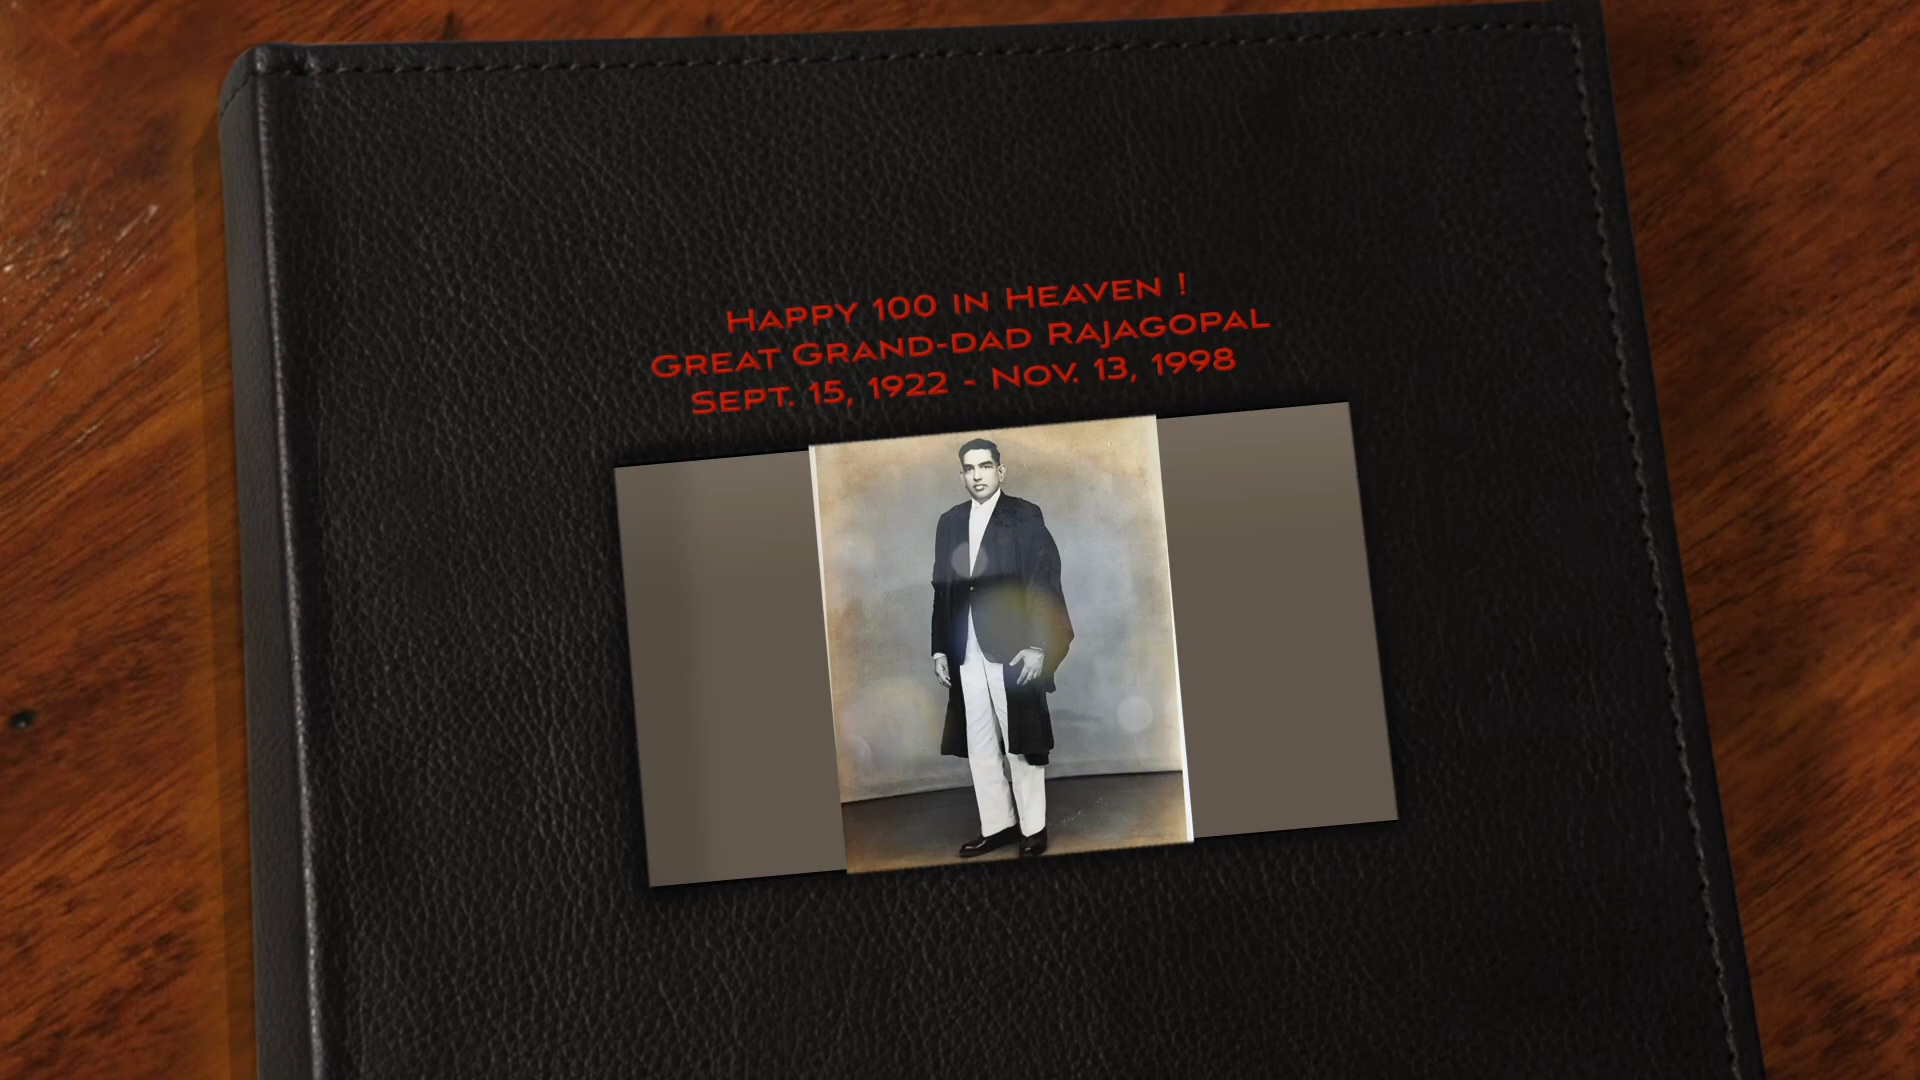 Happy 100 in Heaven !
Great Grand-dad Rajagopal
Sept. 15, 1922 - Nov. 13, 1998